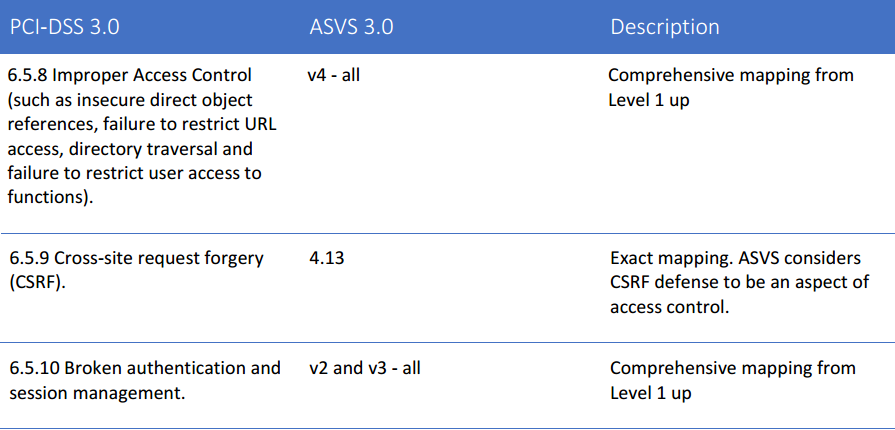 PCI-DSS 3.0 ASVS 3.0 Description
6.5.8 Improper Access Control v4 - all Comprehensive mapping from
(such as insecure direct object Level 1 up
references, failure to restrict URL
access, directory traversal and
failure to restrict user access to
functions).
6.5.9 Cross-site request forgery 4.13 Exact mapping. ASVS considers
(CSRF). CSRF defense to be an aspect of
access control.
6.5.10 Broken authentication and v2 and v3 - all Comprehensive mapping from
session management. Level 1 up